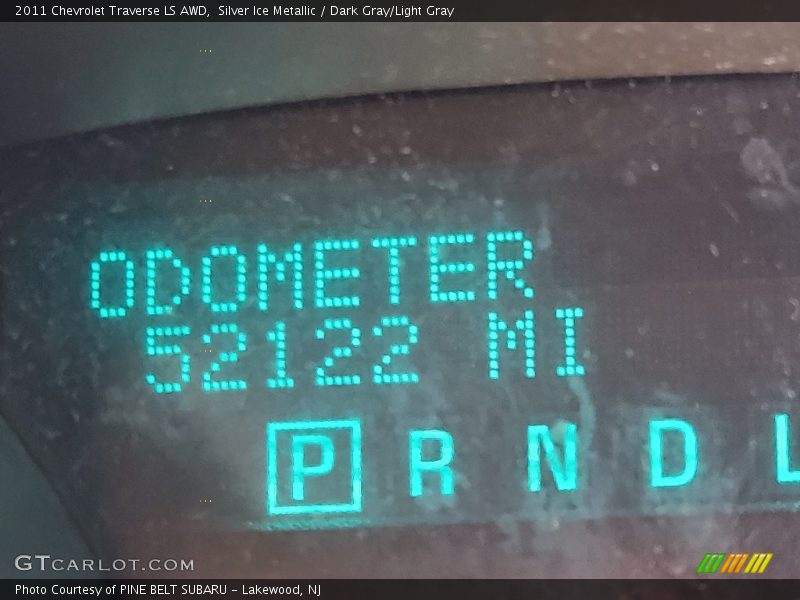 2011 Chevrolet Traverse LS AWD,  Silver Ice Metallic / Dark Gray/Light Gray
ODOMETER
52122 MI
P R N D L
GTCARLOT.COM
Photo Courtesy of PINE BELT SUBARU - Lakewood, NJ